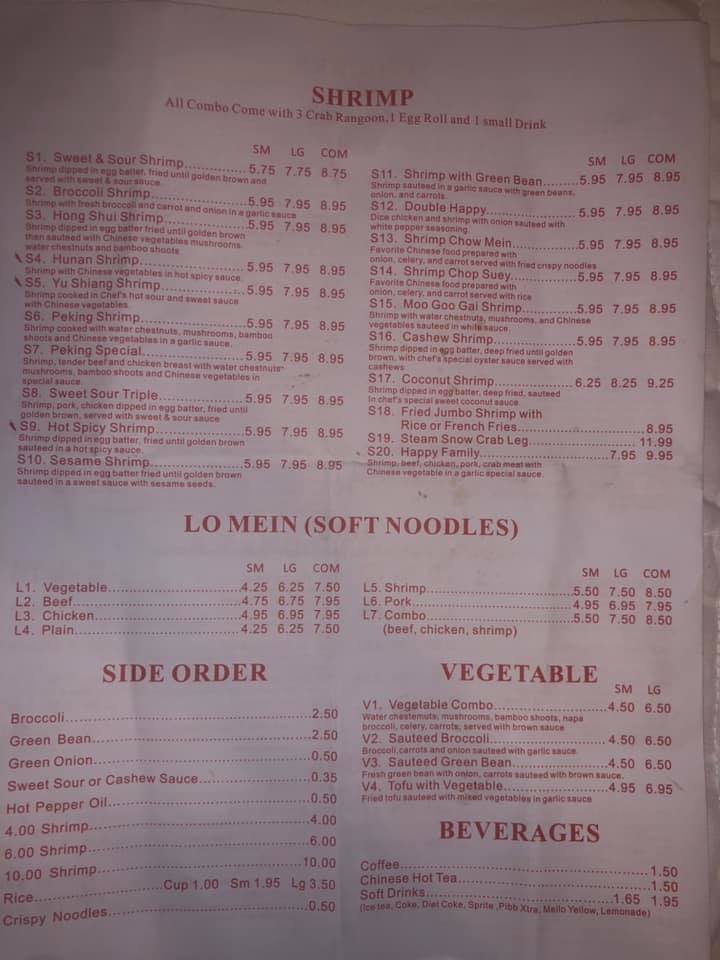 SHRIMP
All Combo Come with 3 Crab Rangoon,1 Egg Roll and 1 small Drink
SM LG COM
S1. Sweet & Sour Shrimp...............5.75 7.75 8.75
Shrimp dipped in egg batter, fried until golden brown and
served with sweet & sour sauce
S2. Broccoli Shrimp.......................5.95 7.95 8.95
Shrimp with fresh broccoli and carrot and onion in a garlic sauce
S3. Hong Shui Shrimp....................5.95 7.95 8.95
Shrimp dipped in egg batter fried until golden brown
then sauteed with Chinese vegetables mushrooms.
water chestnuts and bamboo shoots
S4. Hunan Shrimp.........................5.95 7.95 8.95
Shrimp with Chinese vegetables in hot spicy sauce.
S5. Yu Shiang Shrimp....................5.95 7.95 8.95
Shrimp cooked in Chef's hot sour and sweet sauce
with Chinese vegetables.
S6. Peking Shrimp.........................5.95 7.95 8.95
Shrimp cooked with water chestnuts, mushrooms, bamboo
shoots and Chinese vegetables in a garlic sauce.
S7. Peking Special.........................5.95 7.95 8.95
Shrimp, tender beef and chicken breast with water chestnuts
mushrooms, bamboo shoots and Chinese vegetables in
special sauce.
S8. Sweet Sour Triple.....................5.95 7.95 8.95
Shrimp, pork, chicken dipped in egg batter, fried until
golden brown, served with sweet & sour sauce
S9. Hot Spicy Shrimp.....................5.95 7.95 8.95
Shrimp dipped in egg batter, fried until golden brown
sauteed in a hot spicy sauce.
S10. Sesame Shrimp......................5.95 7.95 8.95
Shrimp dipped in egg batter fried until golden brown
sauteed in a sweet sauce with sesame seeds.
SM LG COM
S11. Shrimp with Green Bean.........5.95 7.95 8.95
Shrimp sauteed in a garlic sauce with green beans,
onion, and carrots.
S12. Double Happy........................5.95 7.95 8.95
Dice chicken and shrimp with onion sauteed with
white pepper seasoning.
S13. Shrimp Chow Mein.................5.95 7.95 8.95
Favorite Chinese food prepared with
onion, celery, and carrot served with fried crispy noodles
S14. Shrimp Chop Suey..................5.95 7.95 8.95
Favorite Chinese food prepared with
onion, celery, and carrot served with rice
S15. Moo Goo Gai Shrimp..............5.95 7.95 8.95
Shrimp with water chestnuts, mushrooms, and Chinese
vegetables sauteed in white sauce.
S16. Cashew Shrimp......................5.95 7.95 8.95
Shrimp dipped in egg batter, deep fried until golden
brown, with chef's special oyster sauce served with
cashews
S17. Coconut Shrimp.....................6.25 8.25 9.25
Shrimp dipped in egg batter, deep fried, sauteed
In chef's special sweet coconut sauce.
S18. Fried Jumbo Shrimp with
Rice or French Fries.............................8.95
S19. Steam Snow Crab Leg.........................11.99
S20. Happy Family....................................7.95 9.95
Shrimp, beef, chicken, pork, crab meat with
Chinese vegetable in a garlic special sauce.
LO MEIN (SOFT NOODLES)
SM LG COM
L1. Vegetable...........................4.25 6.25 7.50
L2. Beef....................................4.75 6.75 7.95
L3. Chicken..............................4.95 6.95 7.95
L4. Plain...................................4.25 6.25 7.50
SM LG COM
L5. Shrimp...............................5.50 7.50 8.50
L6. Pork...................................4.95 6.95 7.95
L7. Combo...............................5.50 7.50 8.50
(beef, chicken, shrimp)
SIDE ORDER
Broccoli.................................................2.50
Green Bean...........................................2.50
Green Onion..........................................0.50
Sweet Sour or Cashew Sauce.................0.35
Hot Pepper Oil.......................................0.50
4.00 Shrimp...........................................4.00
6.00 Shrimp...........................................6.00
10.00 Shrimp.........................................10.00
Rice.....................Cup 1.00 Sm 1.95 Lg 3.50
Crispy Noodles......................................0.50
VEGETABLE
SM LG
V1. Vegetable Combo....................4.50 6.50
Water chestemuts, mushrooms, bamboo shoots, napa
broccoli, celery, carrots, served with brown sauce
V2. Sauteed Broccoli.....................4.50 6.50
Broccoli,carrots and onion sauteed with garlic sauce.
V3. Sauteed Green Bean................4.50 6.50
Fresh green bean with onion, carrots sauteed with brown sauce.
V4. Tofu with Vegetable.................4.95 6.95
Fried tofu sauteed with mixed vegetables in garlic sauce
BEVERAGES
Coffee....................................................1.50
Chinese Hot Tea.....................................1.50
Soft Drinks....................................1.65 1.95
(Ice tea, Coke, Diet Coke, Sprite ,Pibb Xtra, Mello Yellow, Lemonade)